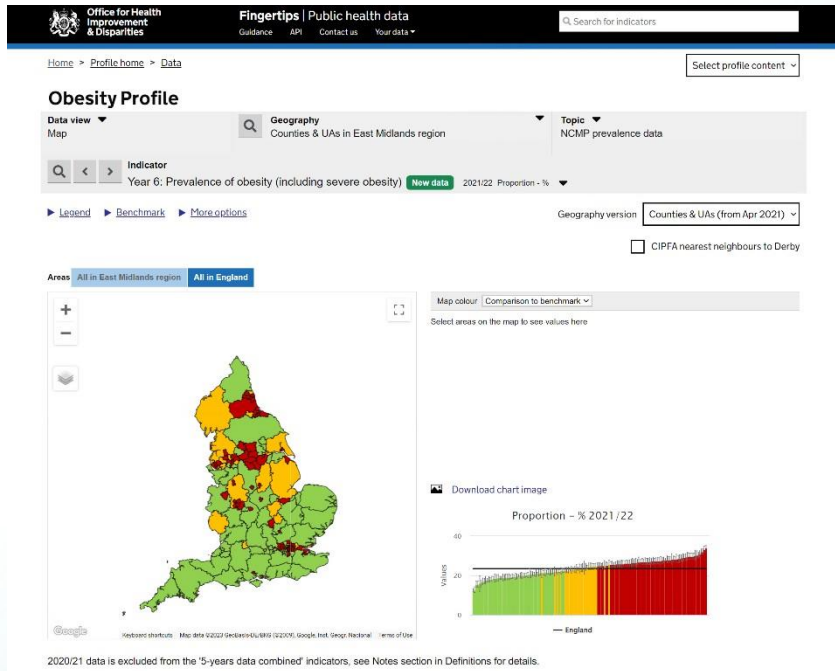 Office for Health
Improvement
& Disparities
Fingertips | Public health data
Guidance API Contact us Your data
Search for indicators
Home > Profile home > Data
Select profile content
Obesity Profile
Data view
Map
Geography
Counties & UAs in East Midlands region
Topic
NCMP prevalence data
Indicator
Year 6: Prevalence of obesity (including severe obesity) New data 2021/22 Proportion - %
Legend Benchmark More options
Geography version Counties & UAs (from Apr 2021)
CIPFA nearest neighbours to Derby
Areas All in East Midlands region All in England
Map colour Comparison to benchmark
Select areas on the map to see values here
Download chart image
Proportion - % 2021/22
40
20
0
Values
England
Google
Keyboard shortcuts Map data ©2023 GeoBasis-DE/BKG (©2009), Google, Inst. Geogr. Nacional Terms of Use
2020/21 data is excluded from the '5-years data combined' indicators, see Notes section in Definitions for details.